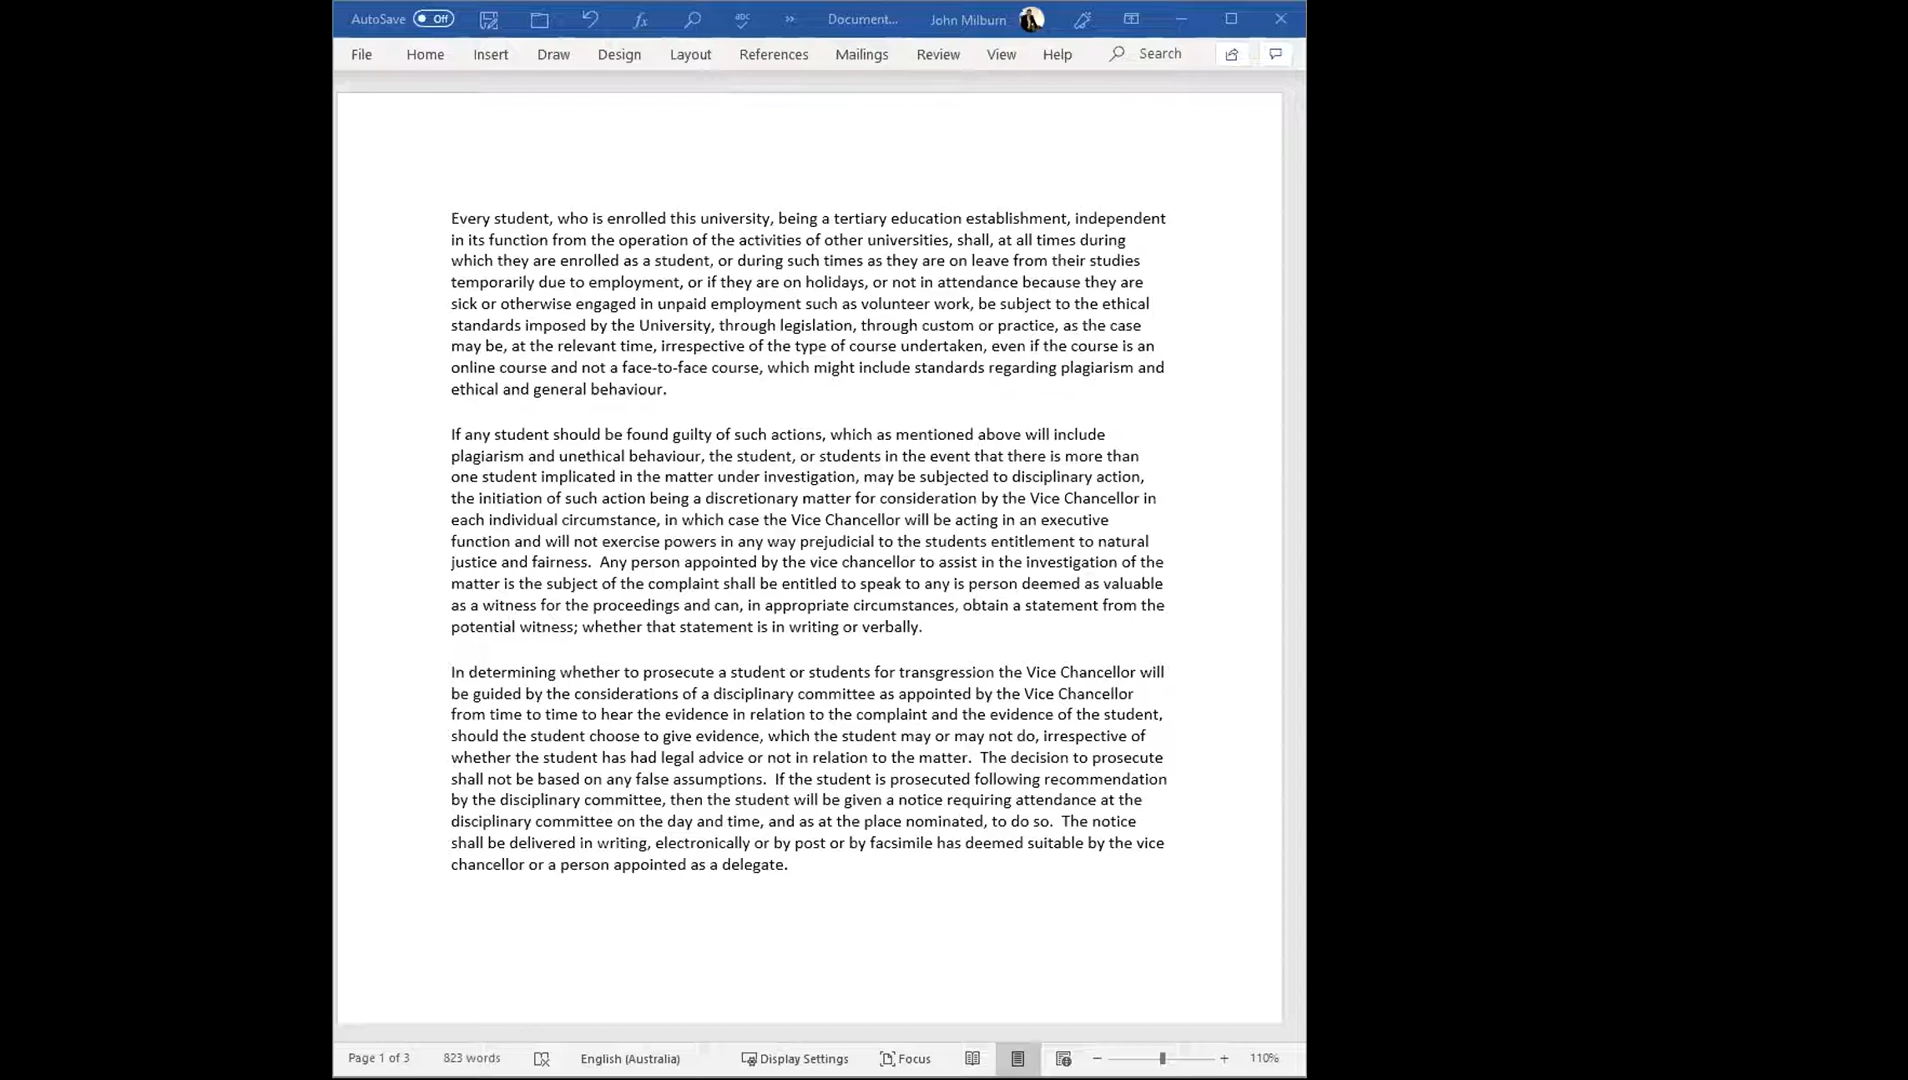 AutoSave Off Document... John Milburn
File Home Insert Draw Design Layout References Mailings Review View Help Search
Every student, who is enrolled this university, being a tertiary education establishment, independent
in its function from the operation of the activities of other universities, shall, at all times during
which they are enrolled as a student, or during such times as they are on leave from their studies
temporarily due to employment, or if they are on holidays, or not in attendance because they are
sick or otherwise engaged in unpaid employment such as volunteer work, be subject to the ethical
standards imposed by the University, through legislation, through custom or practice, as the case
may be, at the relevant time, irrespective of the type of course undertaken, even if the course is an
online course and not a face-to-face course, which might include standards regarding plagiarism and
ethical and general behaviour.
If any student should be found guilty of such actions, which as mentioned above will include
plagiarism and unethical behaviour, the student, or students in the event that there is more than
one student implicated in the matter under investigation, may be subjected to disciplinary action,
the initiation of such action being a discretionary matter for consideration by the Vice Chancellor in
each individual circumstance, in which case the Vice Chancellor will be acting in an executive
function and will not exercise powers in any way prejudicial to the students entitlement to natural
justice and fairness.  Any person appointed by the vice chancellor to assist in the investigation of the
matter is the subject of the complaint shall be entitled to speak to any is person deemed as valuable
as a witness for the proceedings and can, in appropriate circumstances, obtain a statement from the
potential witness; whether that statement is in writing or verbally.
In determining whether to prosecute a student or students for transgression the Vice Chancellor will
be guided by the considerations of a disciplinary committee as appointed by the Vice Chancellor
from time to time to hear the evidence in relation to the complaint and the evidence of the student,
should the student choose to give evidence, which the student may or may not do, irrespective of
whether the student has had legal advice or not in relation to the matter.  The decision to prosecute
shall not be based on any false assumptions.  If the student is prosecuted following recommendation
by the disciplinary committee, then the student will be given a notice requiring attendance at the
disciplinary committee on the day and time, and as at the place nominated, to do so.  The notice
shall be delivered in writing, electronically or by post or by facsimile has deemed suitable by the vice
chancellor or a person appointed as a delegate.
Page 1 of 3 823 words English (Australia) Display Settings Focus 110%